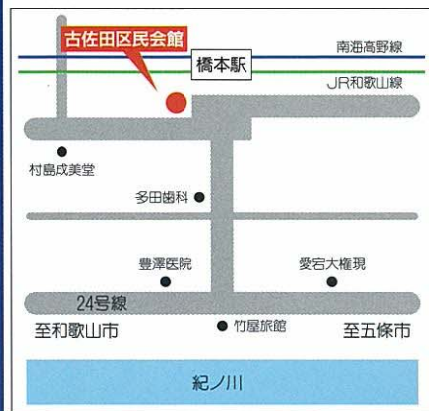 古佐田区民会館
橋本駅
南海高野線
JR和歌山線
村島戍美堂
多田歯科
豊澤医院
愛宕大権現
24号線
至和歌山市
竹屋旅館
至五條市
紀ノ川